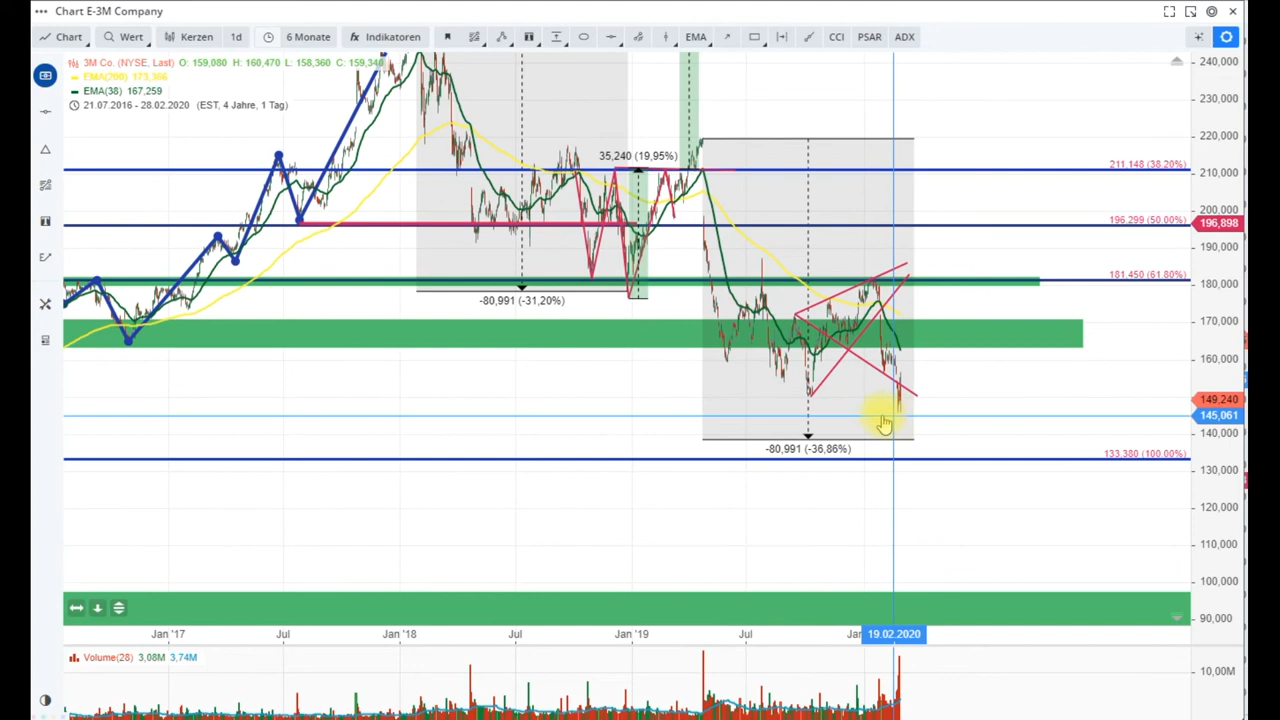 Chart E-3M Company
Chart
Wert
Kerzen
1d
6 Monate
fx Indikatoren
EMA
CCI
PSAR
ADX
3M Co. (NYSE, Last) O: 159,080 H: 160,470 L: 158,360 C: 159,340
EMA(200) 173,366
EMA(38) 167,259
21.07.2016 - 28.02.2020 (EST, 4 Jahre, 1 Tag)
240,000
230,000
220,000
210,000
200,000
196,898
190,000
180,000
170,000
160,000
149,240
145,061
140,000
130,000
120,000
110,000
100,000
90,000
35,240 (19,95%)
211.148 (38.20%)
196.299 (50.00%)
181.450 (61.80%)
-80,991 (-31,20%)
-80,991 (-36,86%)
133.380 (100.00%)
Jan '17
Jul
Jan '18
Jul
Jan '19
Jul
19.02.2020
Volume(28) 3,08M 3,74M
10,00M